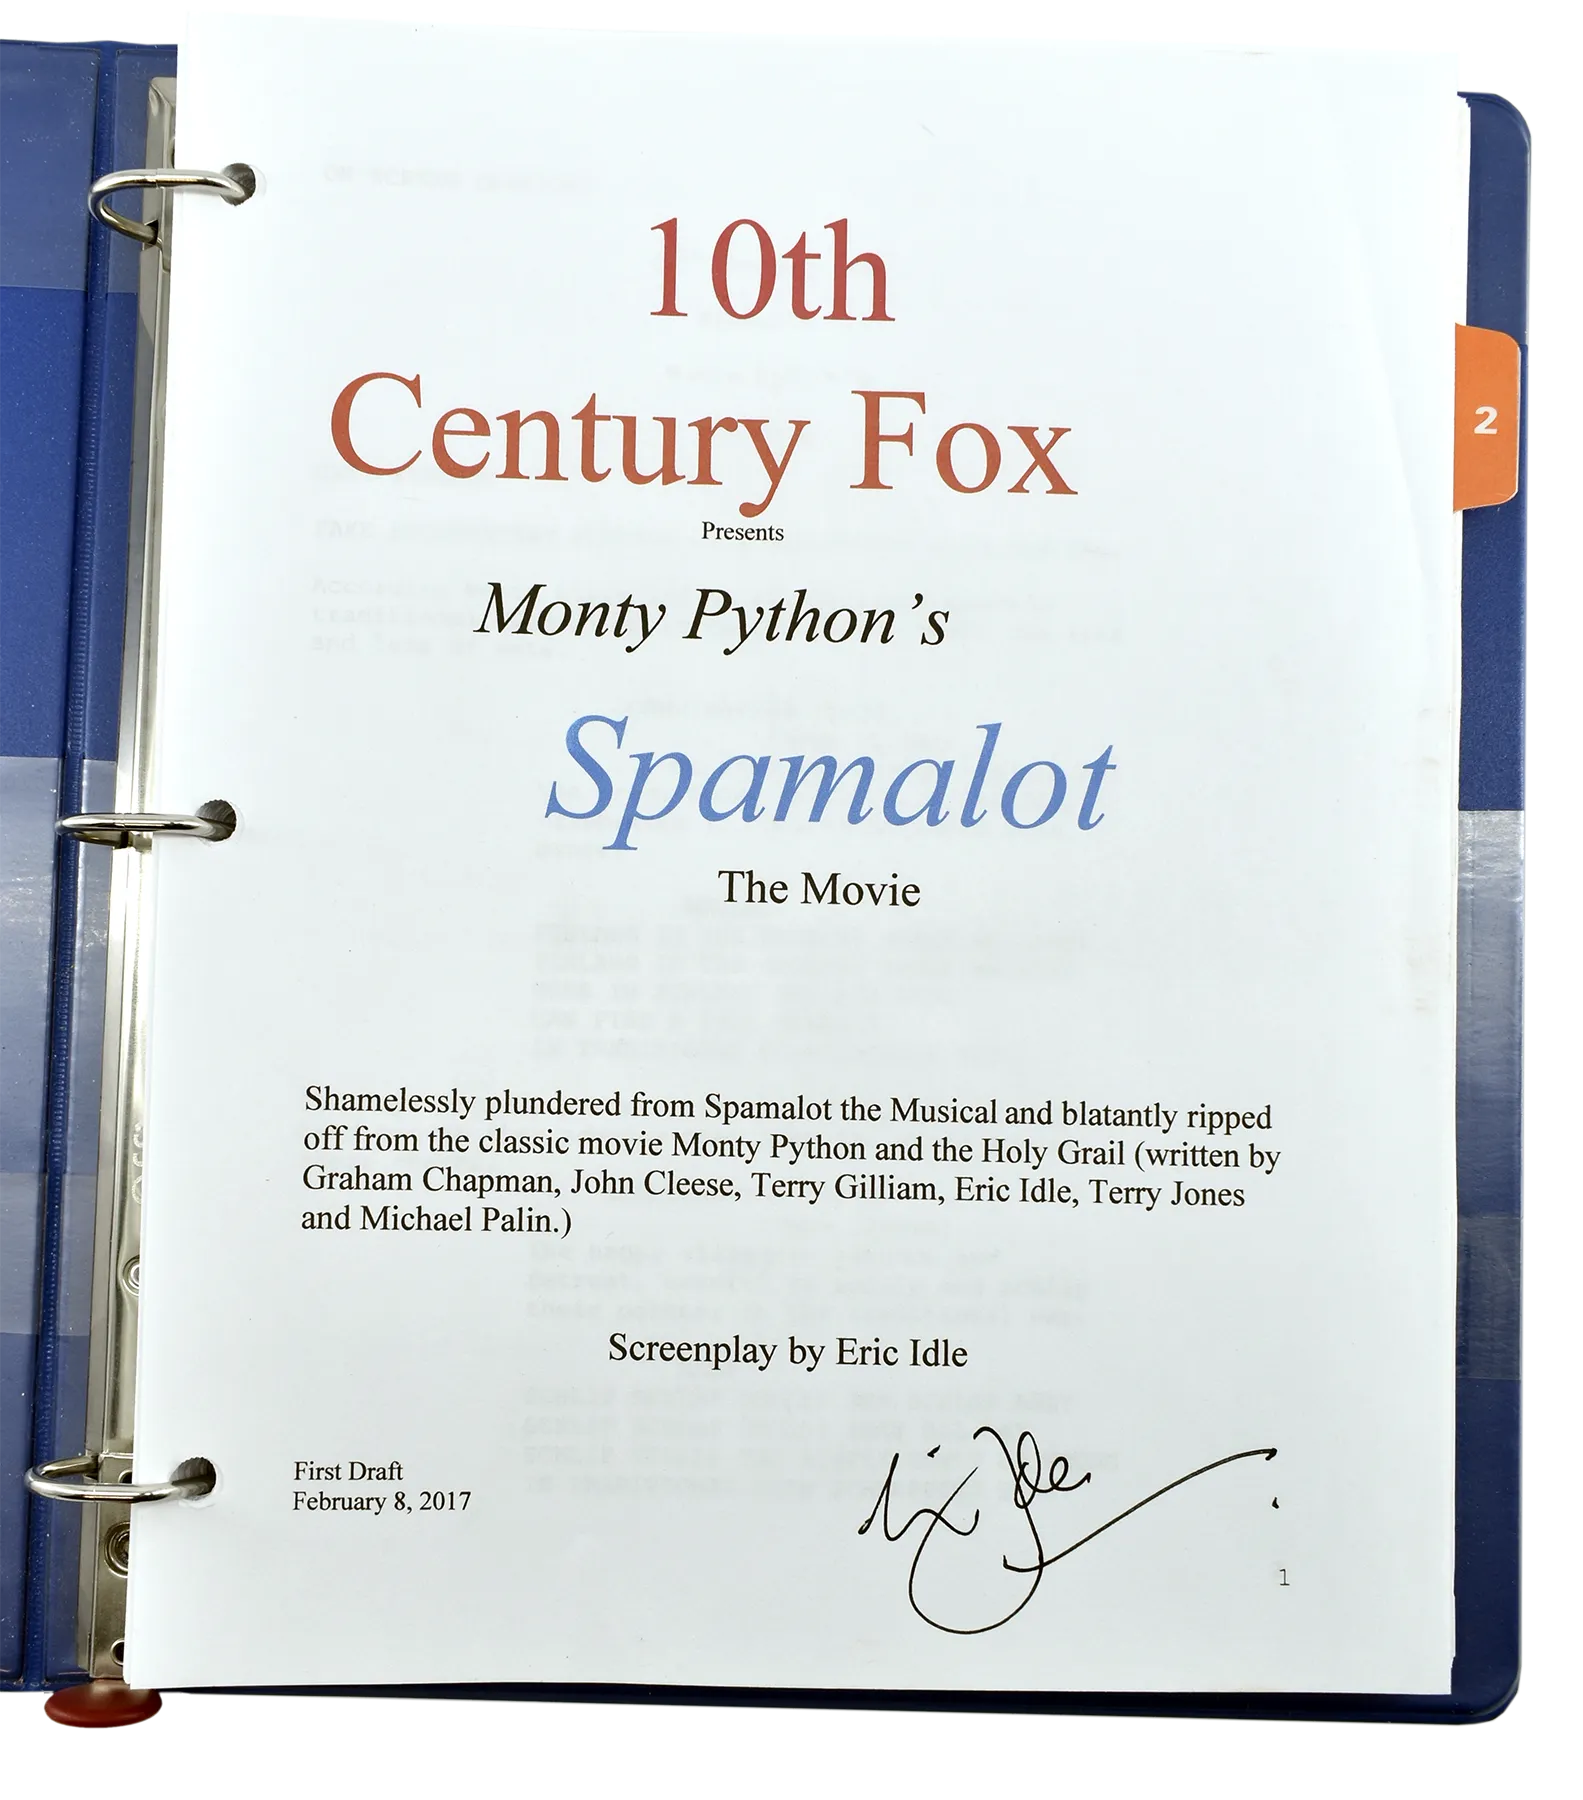 10th
Century Fox
Presents
Monty Python's
Spamalot
The Movie
Shamelessly plundered from Spamalot the Musical and blatantly ripped
off from the classic movie Monty Python and the Holy Grail (written by
Graham Chapman, John Cleese, Terry Gilliam, Eric Idle, Terry Jones
and Michael Palin.)
Screenplay by Eric Idle
First Draft
February 8, 2017
Eric Idle
1
2